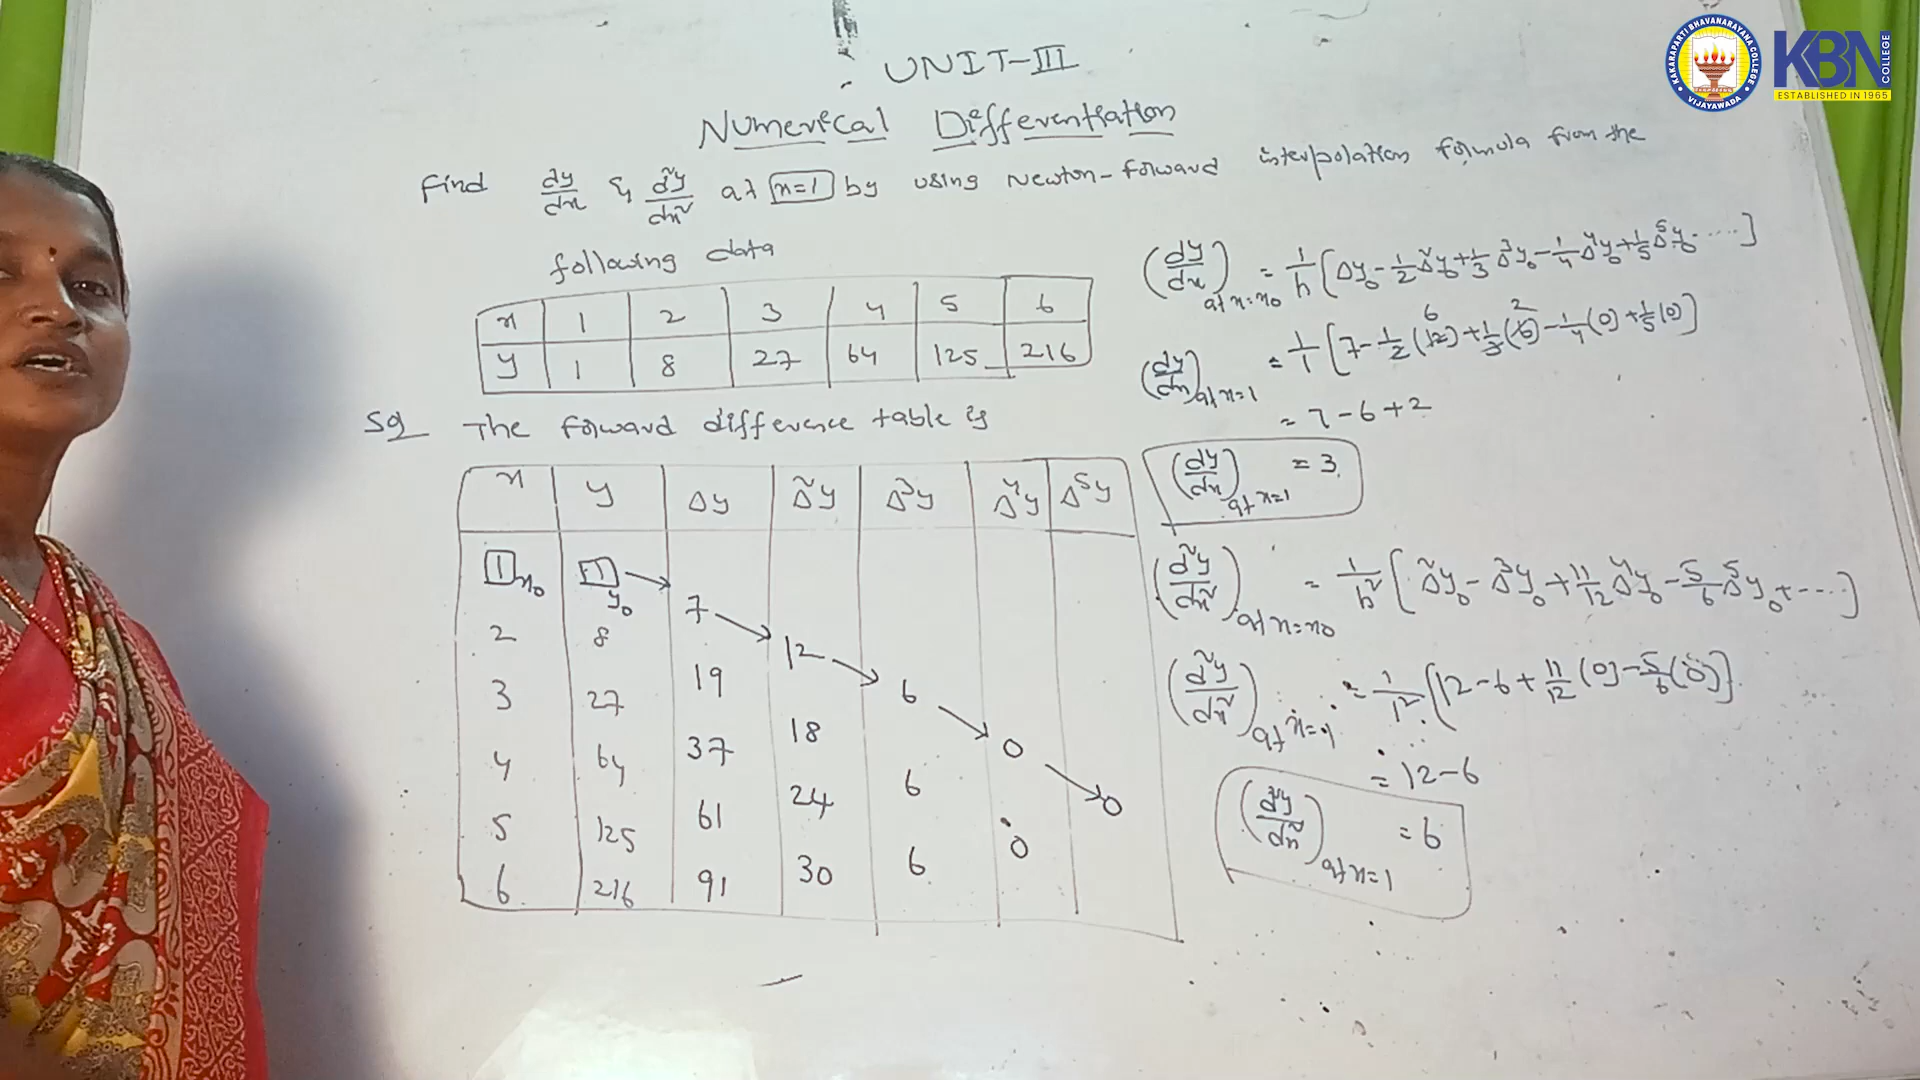 UNIT-III
Numerical Differentiation
Find dy/dx & d²y/dx² at x=1 by using Newton-forward interpolation formula from the
following data
x 1 2 3 4 5 6
y 1 8 27 64 125 216
Sol The forward difference table is
x y Δy Δ²y Δ³y Δ⁴y Δ⁵y
1 x₀ 1 y₀
7
2 8 12
19 6
3 27 18 0
37 6 0
4 64 24 0
61 6
5 125 30
91
6 216
(dy/dx) at x=x₀ = 1/h [Δy₀ - 1/2 Δ²y₀ + 1/3 Δ³y₀ - 1/4 Δ⁴y₀ + 1/5 Δ⁵y₀ ......]
(dy/dx) at x=1 = 1/1 [7 - 1/2 (12) 6 + 1/3 (6) 2 - 1/4 (0) + 1/5 (0)]
= 7 - 6 + 2
(dy/dx) at x=1 = 3
(d²y/dx²) at x=x₀ = 1/h² [Δ²y₀ - Δ³y₀ + 11/12 Δ⁴y₀ - 5/6 Δ⁵y₀ + ....]
(d²y/dx²) at x=1 = 1/1² [12 - 6 + 11/12 (0) - 5/6 (0)]
= 12 - 6
(d²y/dx²) at x=1 = 6
KAKARAPARTI BHAVANARAYANA COLLEGE
VIJAYAWADA
KBN COLLEGE
ESTABLISHED IN 1965